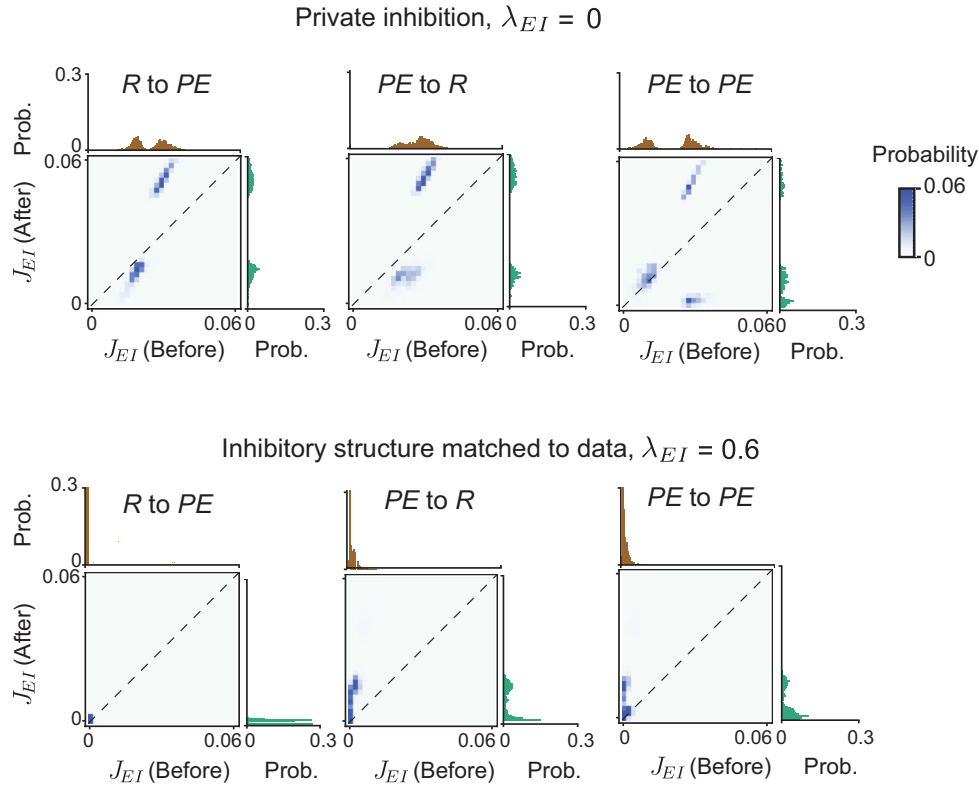 Private inhibition, λ_EI = 0
R to PE
PE to R
PE to PE
0.3
Prob.
0
0.06
J_EI (After)
0
0
0.06
0
0.3
J_EI (Before)
Prob.
0
0.06
0
0.3
J_EI (Before)
Prob.
0
0.06
0
0.3
J_EI (Before)
Prob.
Probability
0.06
0
Inhibitory structure matched to data, λ_EI = 0.6
R to PE
PE to R
PE to PE
0.3
Prob.
0
0.06
J_EI (After)
0
0
0.06
0
0.3
J_EI (Before)
Prob.
0
0.06
0
0.3
J_EI (Before)
Prob.
0
0.06
0
0.3
J_EI (Before)
Prob.